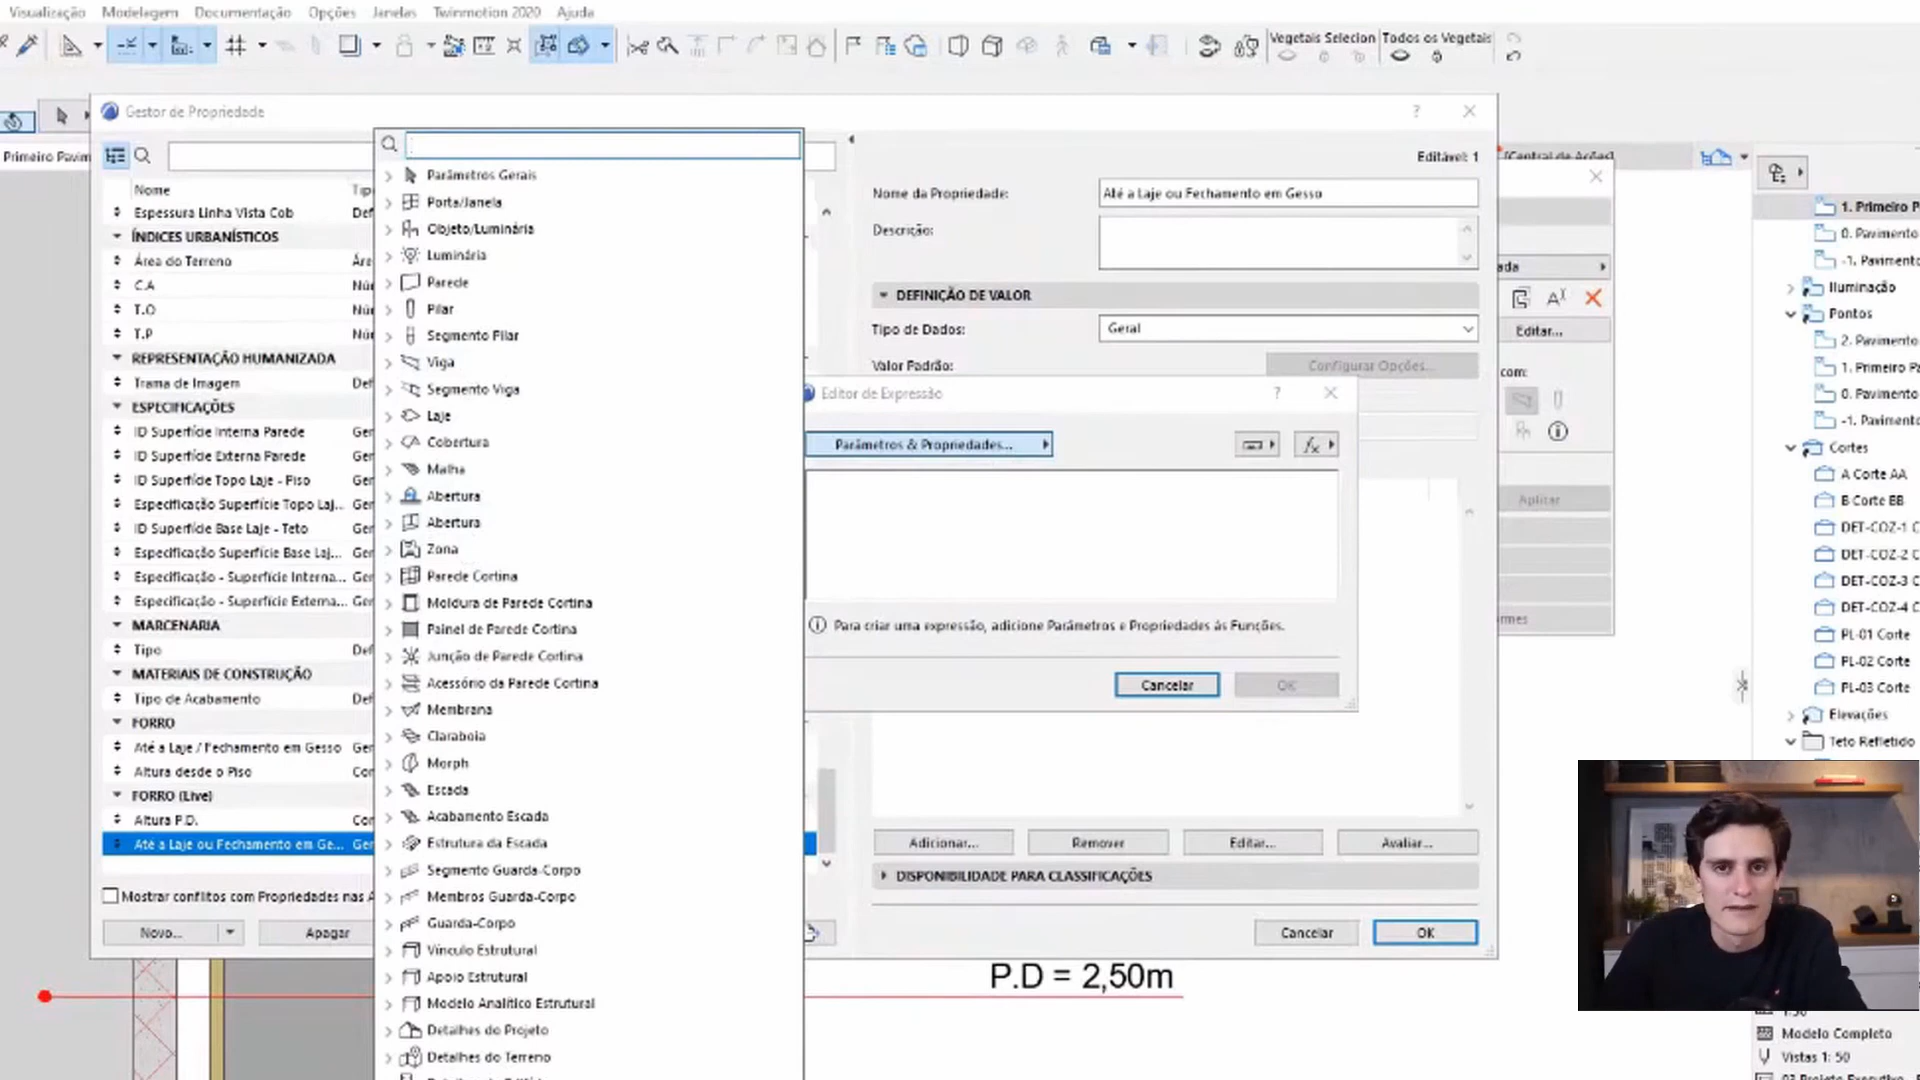 Visualização Modelagem Documentação Opções Janelas Twinmotion 2020 Ajuda
Vegetais Selecion Todos os Vegetais
Gestor de Propriedade
Primeiro Pavim
Nome
Espessura Linha Vista Cob
ÍNDICES URBANÍSTICOS
Área do Terreno
C.A
T.O
T.P
REPRESENTAÇÃO HUMANIZADA
Trama de Imagem
ESPECIFICAÇÕES
ID Superfície Interna Parede
ID Superfície Externa Parede
ID Superfície Topo Laje - Piso
Especificação Superfície Topo Laj...
ID Superfície Base Laje - Teto
Especificação Superfície Base Laj...
Especificação - Superfície Interna...
Especificação - Superfície Externa...
MARCENARIA
Tipo
MATERIAIS DE CONSTRUÇÃO
Tipo de Acabamento
FORRO
Até a Laje / Fechamento em Gesso
Altura desde o Piso
FORRO (Live)
Altura P.D.
Até a Laje ou Fechamento em Ge...
Mostrar conflitos com Propriedades nas A
Novo... Apagar
Parâmetros Gerais
Porta/Janela
Objeto/Luminária
Luminária
Parede
Pilar
Segmento Pilar
Viga
Segmento Viga
Laje
Cobertura
Malha
Abertura
Abertura
Zona
Parede Cortina
Moldura de Parede Cortina
Painel de Parede Cortina
Junção de Parede Cortina
Acessório da Parede Cortina
Membrana
Claraboia
Morph
Escada
Acabamento Escada
Estrutura da Escada
Segmento Guarda-Corpo
Membros Guarda-Corpo
Guarda-Corpo
Vínculo Estrutural
Apoio Estrutural
Modelo Analítico Estrutural
Detalhes do Projeto
Detalhes do Terreno
Editável: 1
Nome da Propriedade: Até a Laje ou Fechamento em Gesso
Descrição:
DEFINIÇÃO DE VALOR
Tipo de Dados: Geral
Valor Padrão: Configurar Opções...
Editor de Expressão
Parâmetros & Propriedades...
fx
Para criar uma expressão, adicione Parâmetros e Propriedades às Funções.
Cancelar OK
Adicionar... Remover Editar... Avaliar...
DISPONIBILIDADE PARA CLASSIFICAÇÕES
Cancelar OK
P.D = 2,50m
[Central de Ações]
Editar...
com:
Aplicar
1. Primeiro P
0. Pavimento
-1. Pavimento
Iluminação
Pontos
2. Pavimento
1. Primeiro Pa
0. Pavimento
-1. Pavimento
Cortes
A Corte AA
B Corte BB
DET-COZ-1 C
DET-COZ-2 C
DET-COZ-3 C
DET-COZ-4 C
PL-01 Corte
PL-02 Corte
PL-03 Corte
Elevações
Teto Refletido
Modelo Completo
Vistas 1: 50